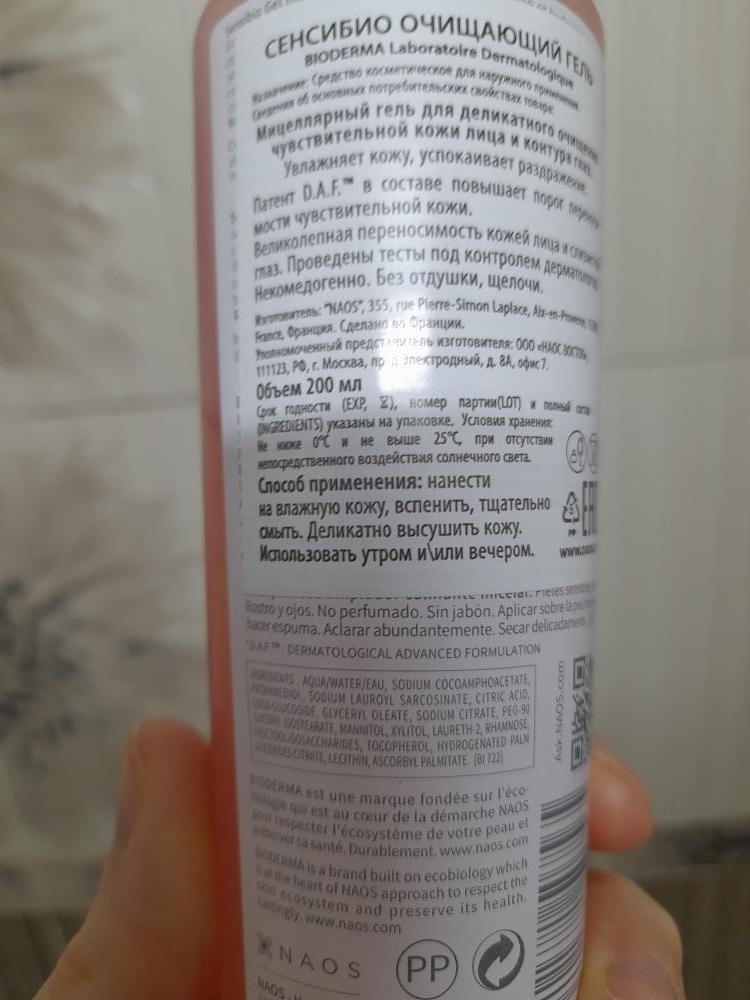 Sensibio Gel
СЕНСИБИО ОЧИЩАЮЩИЙ ГЕЛЬ
BIODERMA Laboratoire Dermatologique
Назначение: Средство косметическое для наружного применения.
Сведения об основных потребительских свойствах товара:
Мицеллярный гель для деликатного очищения
чувствительной кожи лица и контура глаз.
Увлажняет кожу, успокаивает раздражение.
Патент D.A.F.™ в составе повышает порог
мости чувствительной кожи.
Великолепная переносимость кожей лица и
глаз. Проведены тесты под контролем
Некомедогенно. Без отдушки, щелочи.
Изготовитель: "NAOS", 355, rue Pierre-Simon Laplace, Aix-en-Provence,
France, Франция. Сделано во Франции.
Уполномоченный представитель изготовителя: ООО «НАОС ВОСТОК»
111123, РФ, г. Москва, Электродный, д. 8А, офис 7.
Объем 200 мл
Срок годности (EXP, ⌛), номер партии(LOT) и полный состав
(INGREDIENTS) указаны на упаковке. Условия хранения:
Не ниже 0°С и не выше 25°С, при отсутствии
непосредственного воздействия солнечного света.
Способ применения: нанести
на влажную кожу, вспенить, тщательно
смыть. Деликатно высушить кожу.
Использовать утром и\или вечером.
5
PP
www.naos
Rostro y ojos. No perfumado. Sin jabón. Aplicar sobre la piel
hacer espuma. Aclarar abundantemente. Secar delicadamente.
*D.A.F.™: DERMATOLOGICAL ADVANCED FORMULATION
INGREDIENTS : AQUA/WATER/EAU, SODIUM COCOAMPHOACETATE,
PROPANEDIOL, SODIUM LAUROYL SARCOSINATE, CITRIC ACID,
COCO-GLUCOSIDE, GLYCERYL OLEATE, SODIUM CITRATE, PEG-90
GLYCERYL ISOSTEARATE, MANNITOL, XYLITOL, LAURETH-2, RHAMNOSE,
FRUCTOOLIGOSACCHARIDES, TOCOPHEROL, HYDROGENATED PALM
GLYCERIDES CITRATE, LECITHIN, ASCORBYL PALMITATE. [BI 722]
Ask.NAOS.com
BIODERMA est une marque fondée sur l'éco-
biologie qui est au cœur de la démarche NAOS
pour respecter l'écosystème de votre peau et
préserver sa santé. Durablement. www.naos.com
BIODERMA is a brand built on ecobiology which
is at the heart of NAOS approach to respect the
skin ecosystem and preserve its health.
Lastingly. www.naos.com
NAOS
PP
NAOS - H